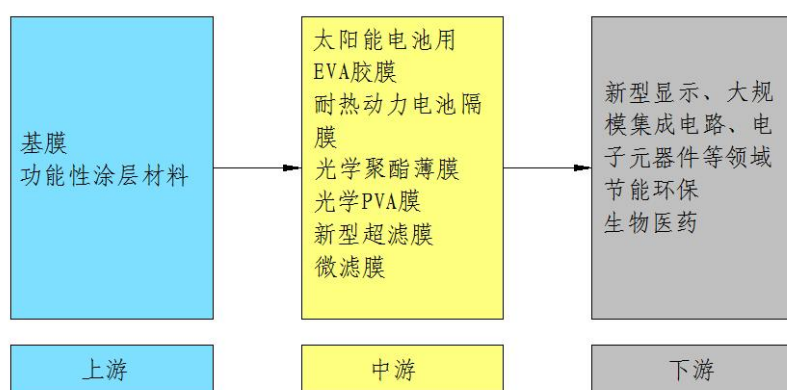 基膜
功能性涂层材料
太阳能电池用
EVA胶膜
耐热动力电池隔
膜
光学聚酯薄膜
光学PVA膜
新型超滤膜
微滤膜
新型显示、大规
模集成电路、电
子元器件等领域
节能环保
生物医药
上游
中游
下游